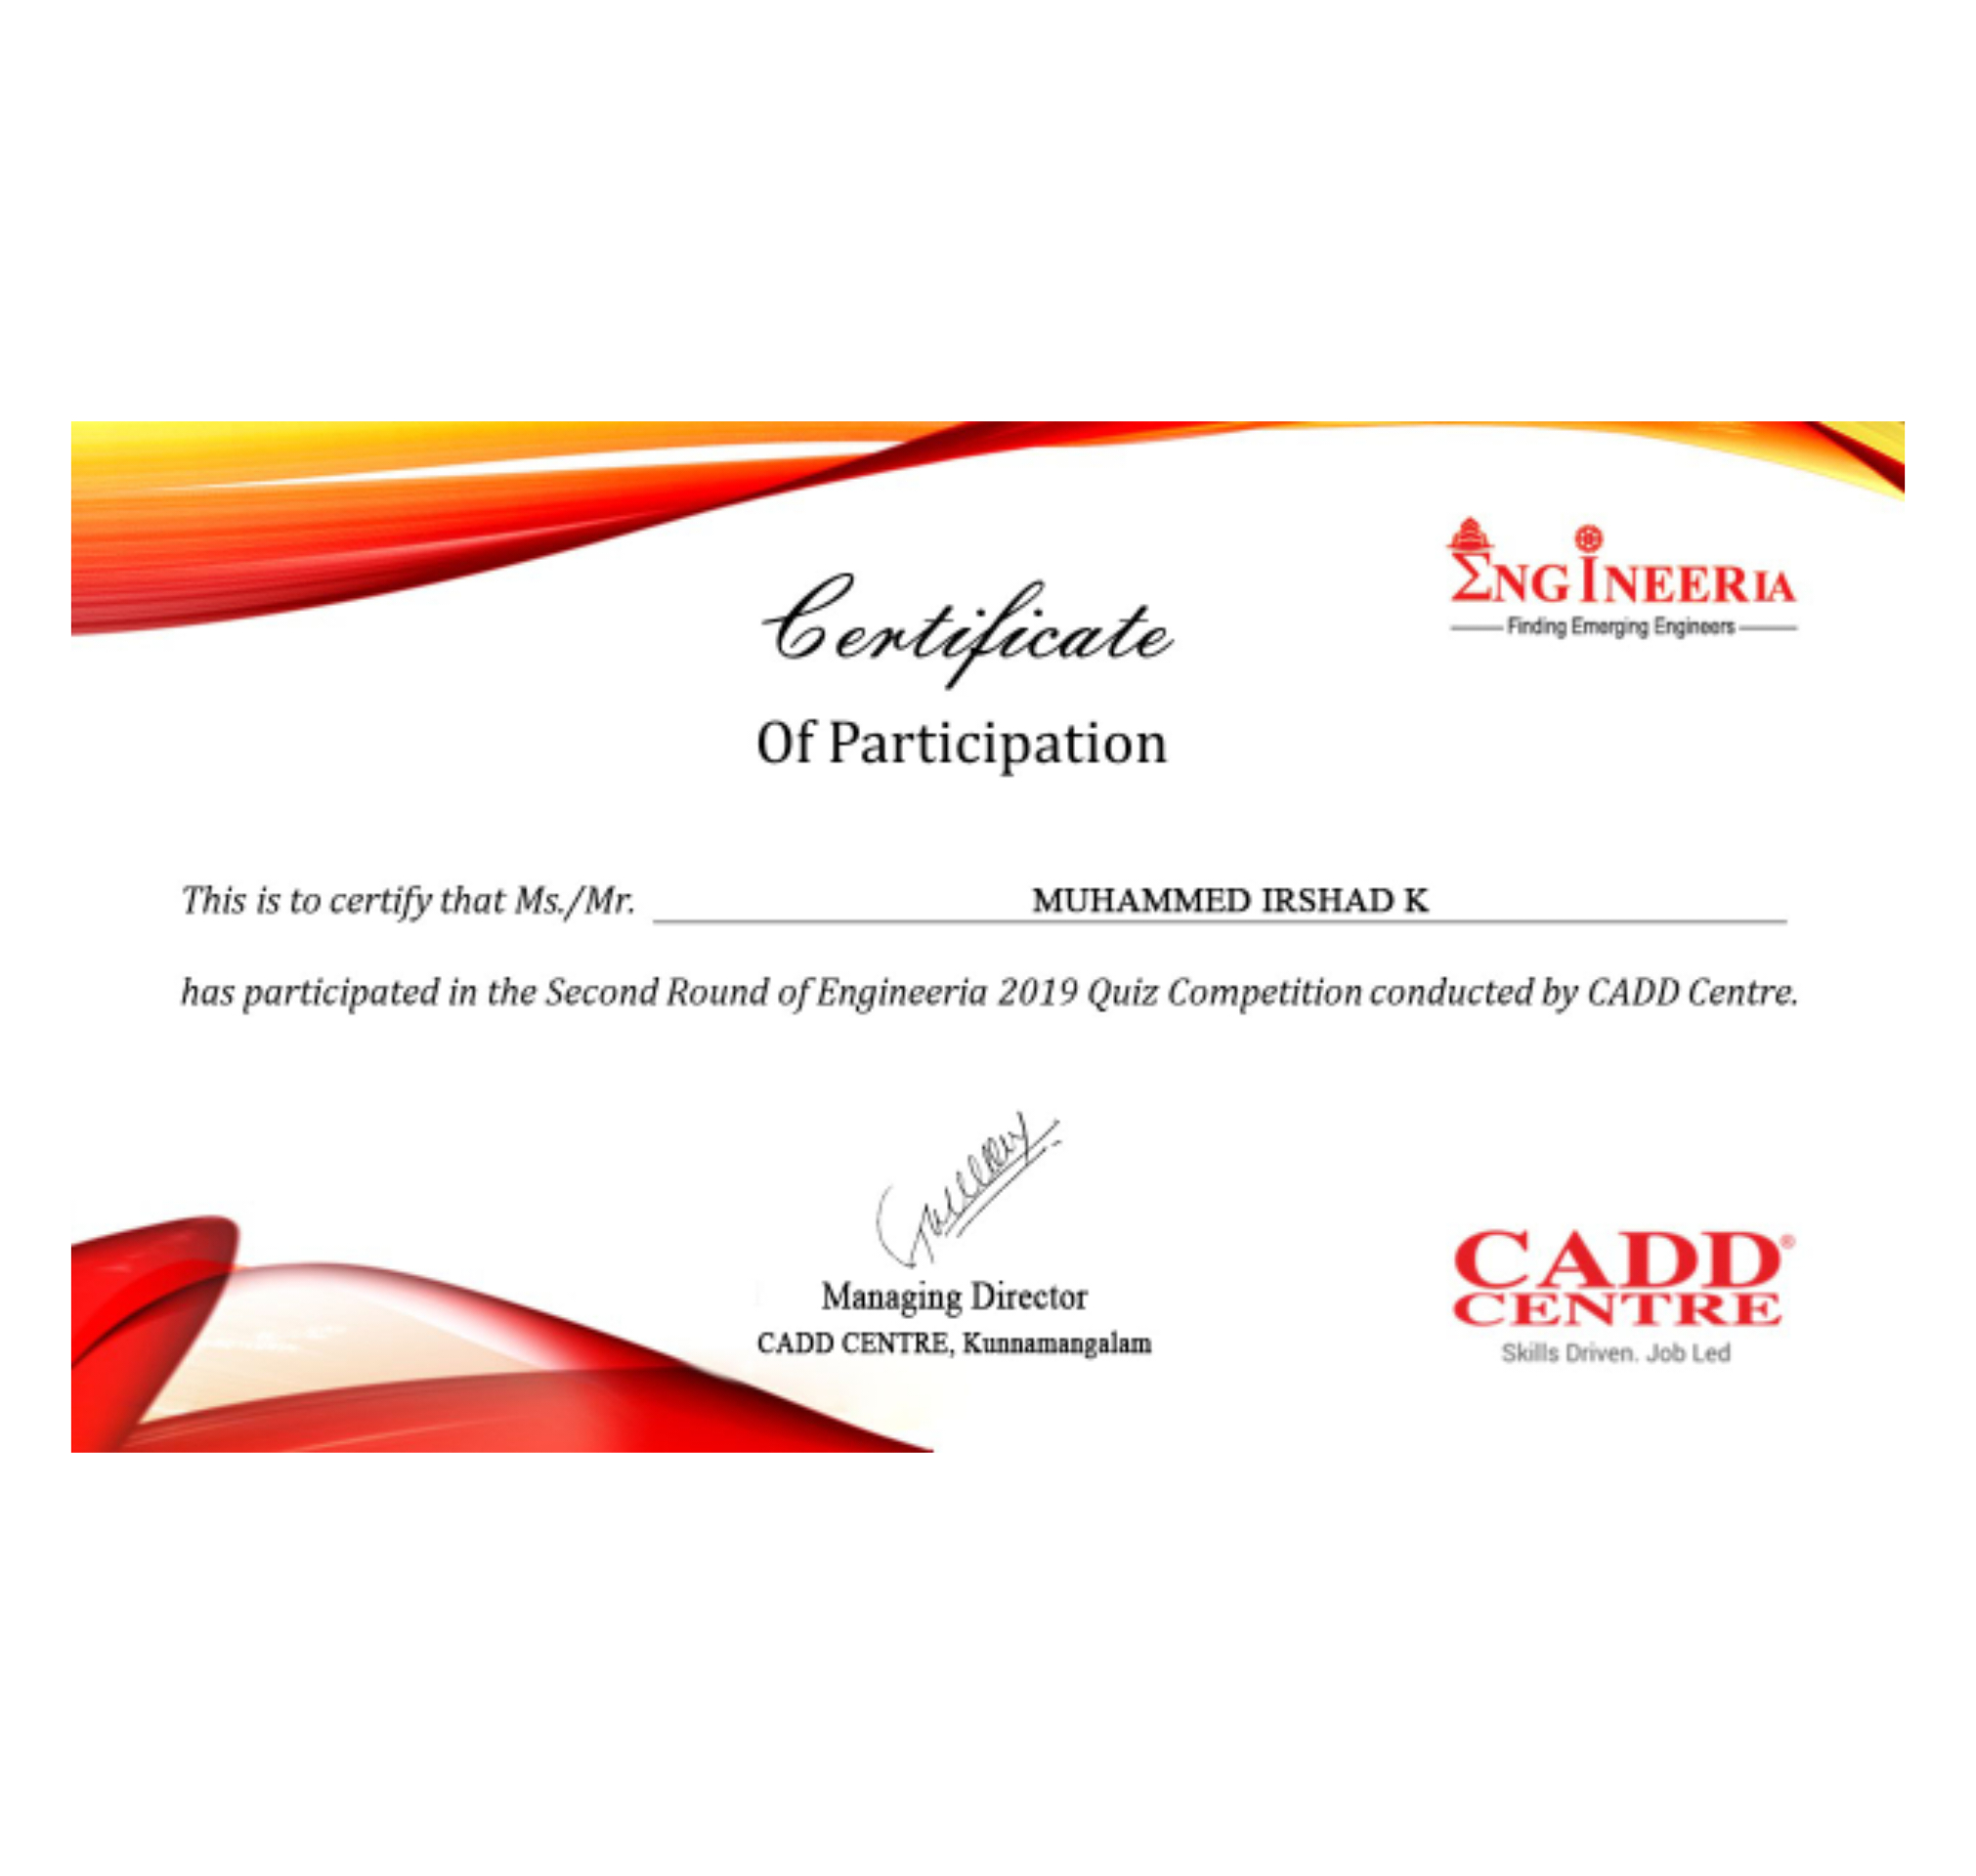 Certificate
Of Participation
ENGINEERIA
Finding Emerging Engineers
This is to certify that Ms./Mr. MUHAMMED IRSHAD K
has participated in the Second Round of Engineeria 2019 Quiz Competition conducted by CADD Centre.
Managing Director
CADD CENTRE, Kunnamangalam
CADD®
CENTRE
Skills Driven. Job Led